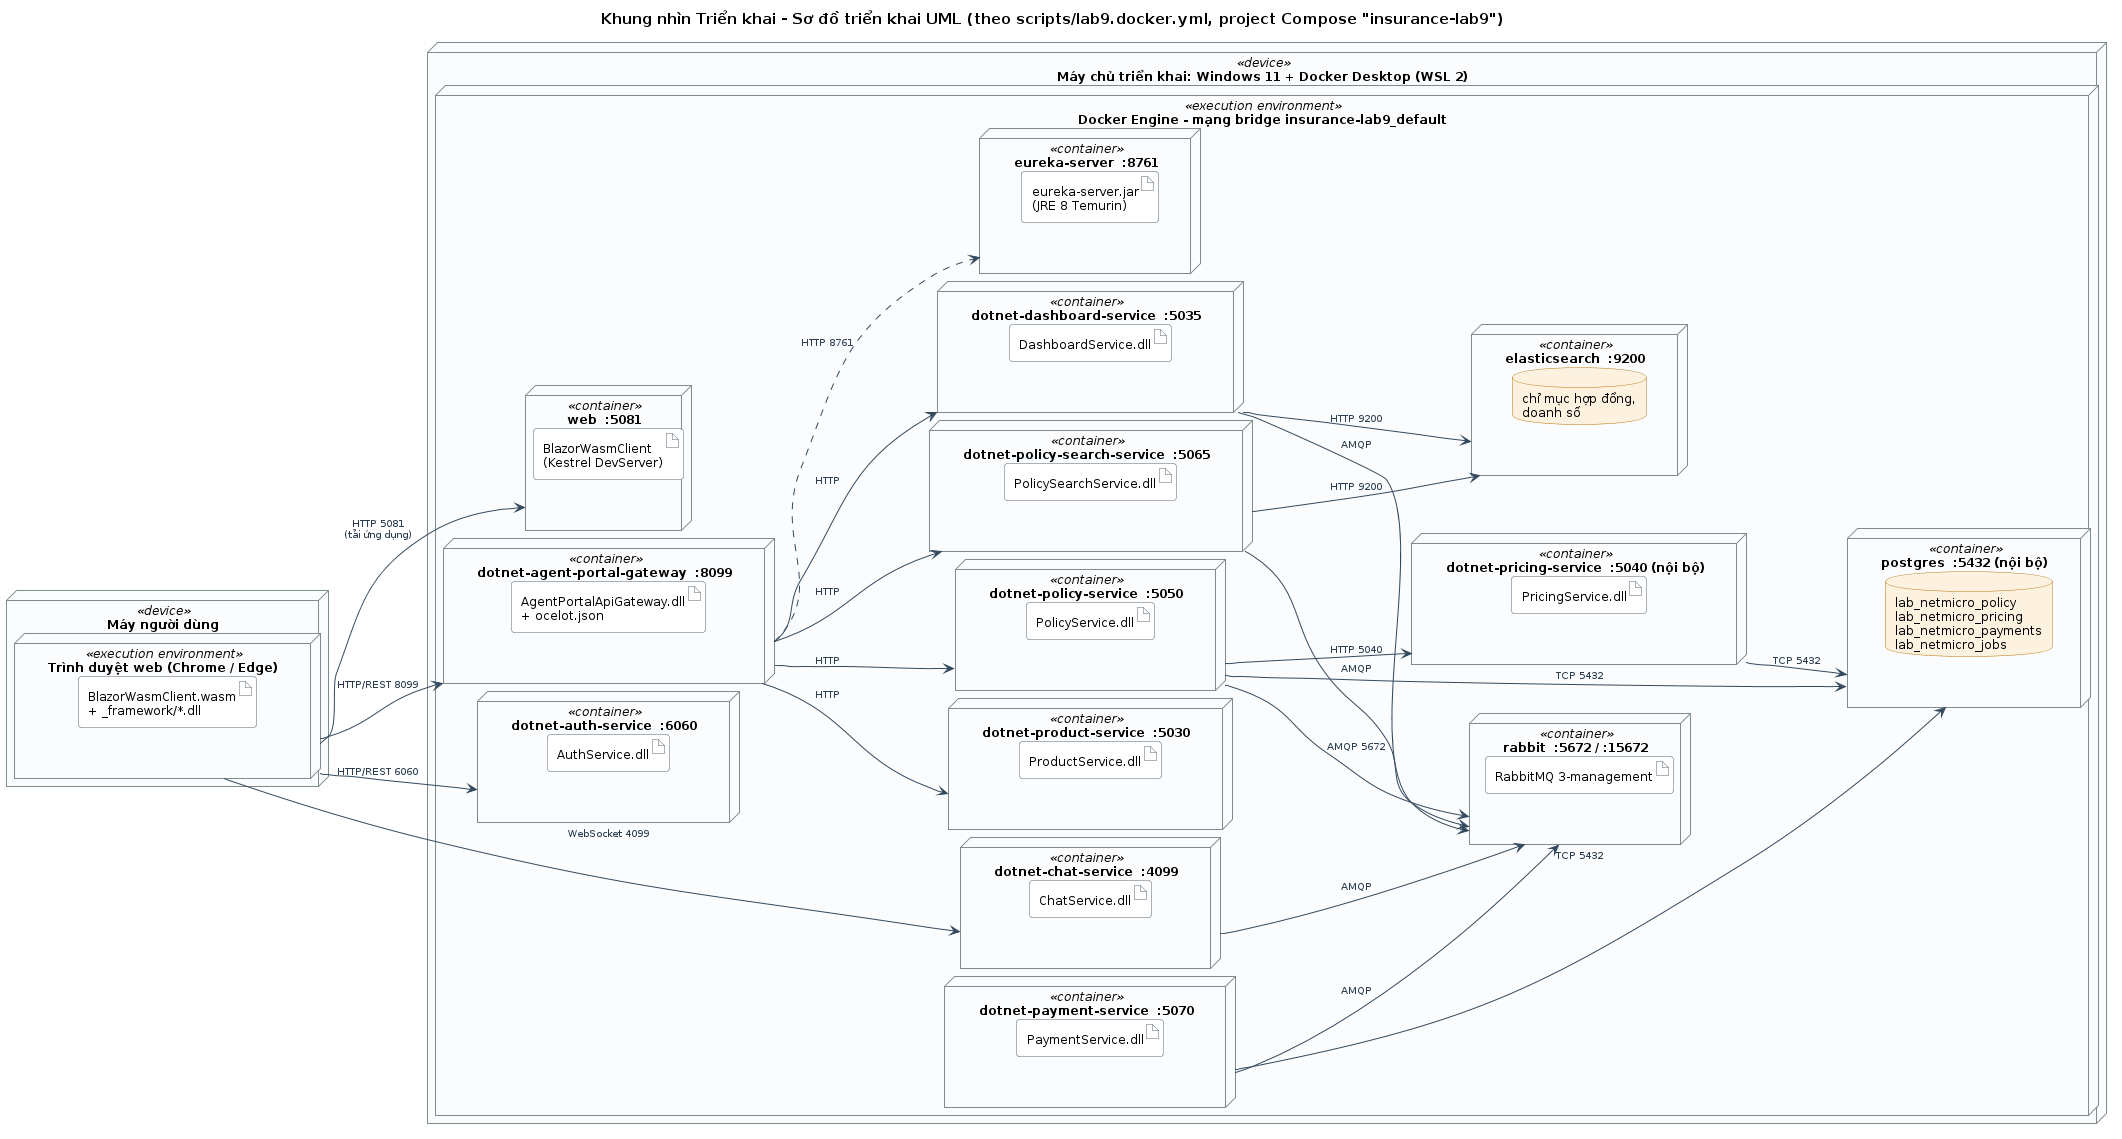 Khung nhìn Triển khai - Sơ đồ triển khai UML (theo scripts/lab9.docker.yml, project Compose "insurance-lab9")
«device»
Máy chủ triển khai: Windows 11 + Docker Desktop (WSL 2)
«execution environment»
Docker Engine - mạng bridge insurance-lab9_default
«container»
eureka-server :8761
eureka-server.jar
(JRE 8 Temurin)
«container»
dotnet-dashboard-service :5035
DashboardService.dll
HTTP 8761
«container»
elasticsearch :9200
chỉ mục hợp đồng,
doanh số
«container»
web :5081
BlazorWasmClient
(Kestrel DevServer)
HTTP 9200
AMQP
«container»
dotnet-policy-search-service :5065
PolicySearchService.dll
HTTP
HTTP 9200
HTTP 5081
(tải ứng dụng)
«container»
dotnet-agent-portal-gateway :8099
AgentPortalApiGateway.dll
+ ocelot.json
HTTP
«container»
dotnet-policy-service :5050
PolicyService.dll
«container»
dotnet-pricing-service :5040 (nội bộ)
PricingService.dll
«container»
postgres :5432 (nội bộ)
lab_netmicro_policy
lab_netmicro_pricing
lab_netmicro_payments
lab_netmicro_jobs
«device»
Máy người dùng
«execution environment»
Trình duyệt web (Chrome / Edge)
BlazorWasmClient.wasm
+ _framework/*.dll
HTTP/REST 8099
HTTP
HTTP
HTTP 5040
AMQP
TCP 5432
TCP 5432
«container»
dotnet-auth-service :6060
AuthService.dll
HTTP/REST 6060
«container»
dotnet-product-service :5030
ProductService.dll
AMQP 5672
«container»
rabbit :5672 / :15672
RabbitMQ 3-management
WebSocket 4099
TCP 5432
«container»
dotnet-chat-service :4099
ChatService.dll
AMQP
«container»
dotnet-payment-service :5070
PaymentService.dll
AMQP